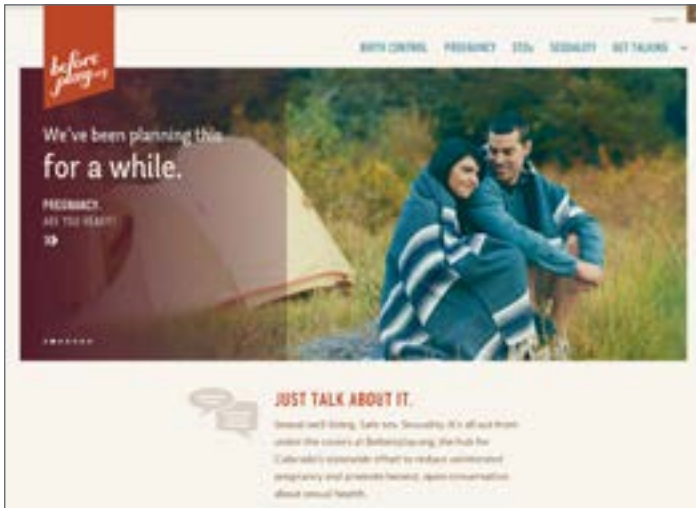 before
play.org
BIRTH CONTROL PREGNANCY STDs SEXUALITY GET TALKING
We've been planning this
for a while.
PREGNANCY.
ARE YOU READY?
JUST TALK ABOUT IT.
Sexual well-being. Safe sex. Sexuality. It's all out from
under the covers at Beforeplay.org, the hub for
Colorado's statewide effort to reduce unintended
pregnancy and promote honest, open conversation
about sexual health.